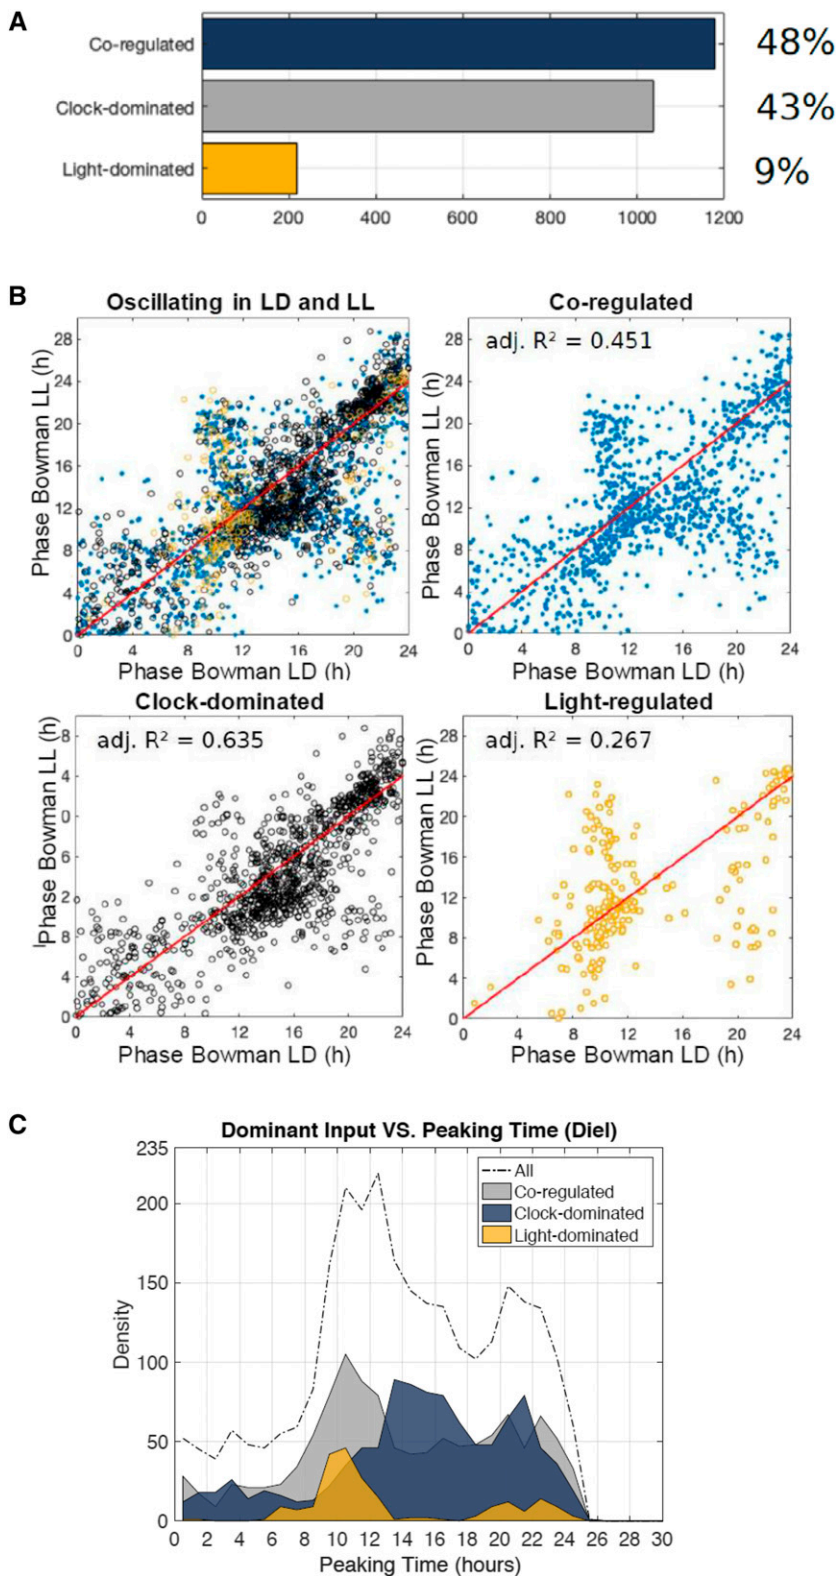 A
Co-regulated
48%
Clock-dominated
43%
Light-dominated
9%
0 200 400 600 800 1000 1200
B
Oscillating in LD and LL
Co-regulated
adj. R² = 0.451
Phase Bowman LL (h)
28
24
20
16
12
8
4
0
0 4 8 12 16 20 24
Phase Bowman LD (h)
Phase Bowman LL (h)
28
24
20
16
12
8
4
0
0 4 8 12 16 20 24
Phase Bowman LD (h)
Clock-dominated
Light-regulated
adj. R² = 0.635
adj. R² = 0.267
Phase Bowman LL (h)
8
4
0
6
2
8
4
0
0 4 8 12 16 20 24
Phase Bowman LD (h)
Phase Bowman LL (h)
28
24
20
16
12
8
4
0
0 4 8 12 16 20 24
Phase Bowman LD (h)
C
Dominant Input VS. Peaking Time (Diel)
235
200
150
100
50
0
Density
All
Co-regulated
Clock-dominated
Light-dominated
0 2 4 6 8 10 12 14 16 18 20 22 24 26 28 30
Peaking Time (hours)